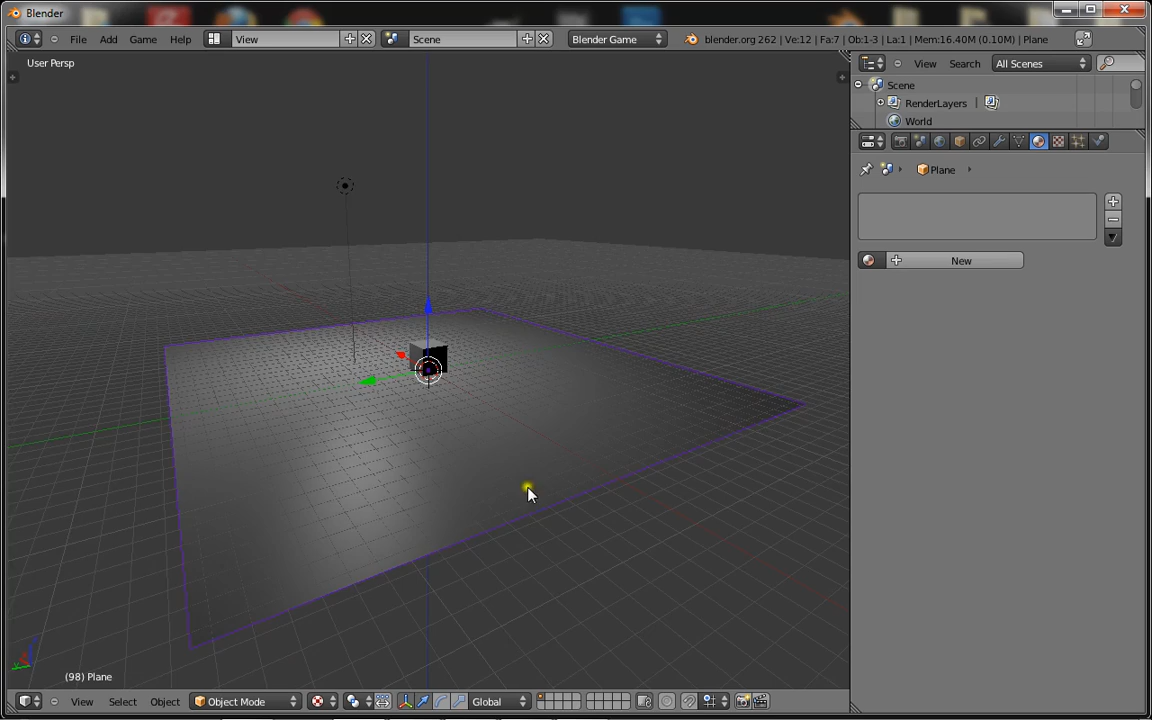 Blender
File Add Game Help View Scene Blender Game blender.org 262 | Ve:12 | Fa:7 | Ob:1-3 | La:1 | Mem:16.40M (0.10M) | Plane
User Persp
View Search All Scenes
Scene
RenderLayers |
World
Plane
New
(98) Plane
View Select Object Object Mode Global